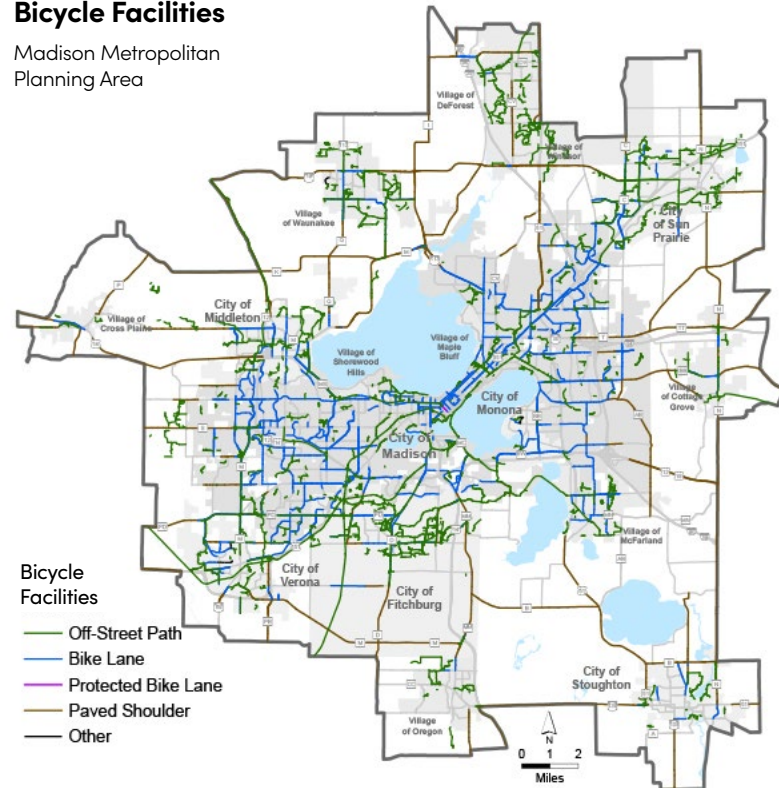 Bicycle Facilities
Madison Metropolitan
Planning Area
Village of
DeForest
Village of
Windsor
City
of Sun
Prairie
Village
of Waunakee
City of
Middleton
Village of
Cross Plains
Village of
Shorewood
Hills
Village of
Maple
Bluff
City of
Monona
Village
of Cottage
Grove
City of
Madison
Village of
McFarland
City of
Verona
City of
Fitchburg
City of
Stoughton
Village
of Oregon
Bicycle
Facilities
Off-Street Path
Bike Lane
Protected Bike Lane
Paved Shoulder
Other
N
0 1 2
Miles